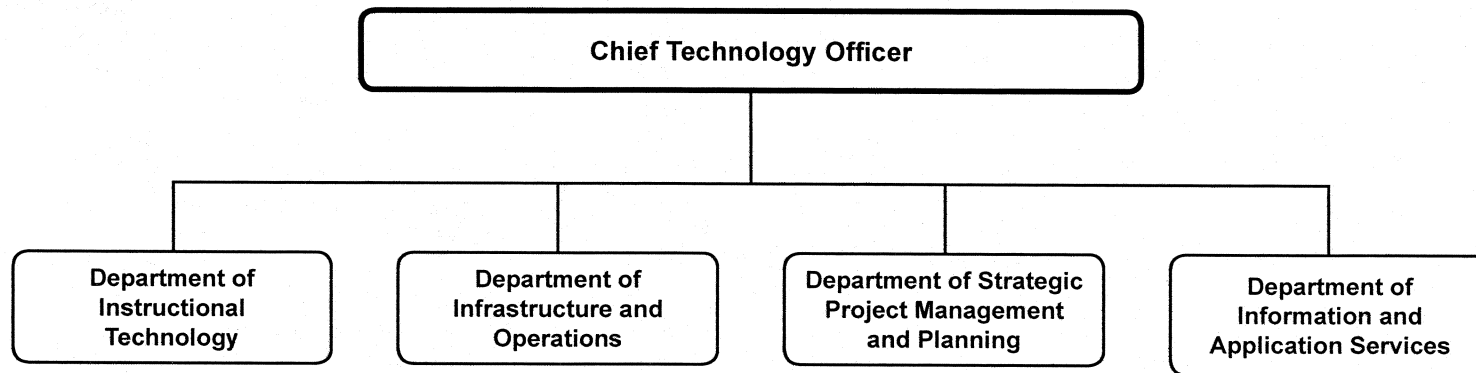 Chief Technology Officer
Department of
Instructional
Technology
Department of
Infrastructure and
Operations
Department of Strategic
Project Management
and Planning
Department of
Information and
Application Services